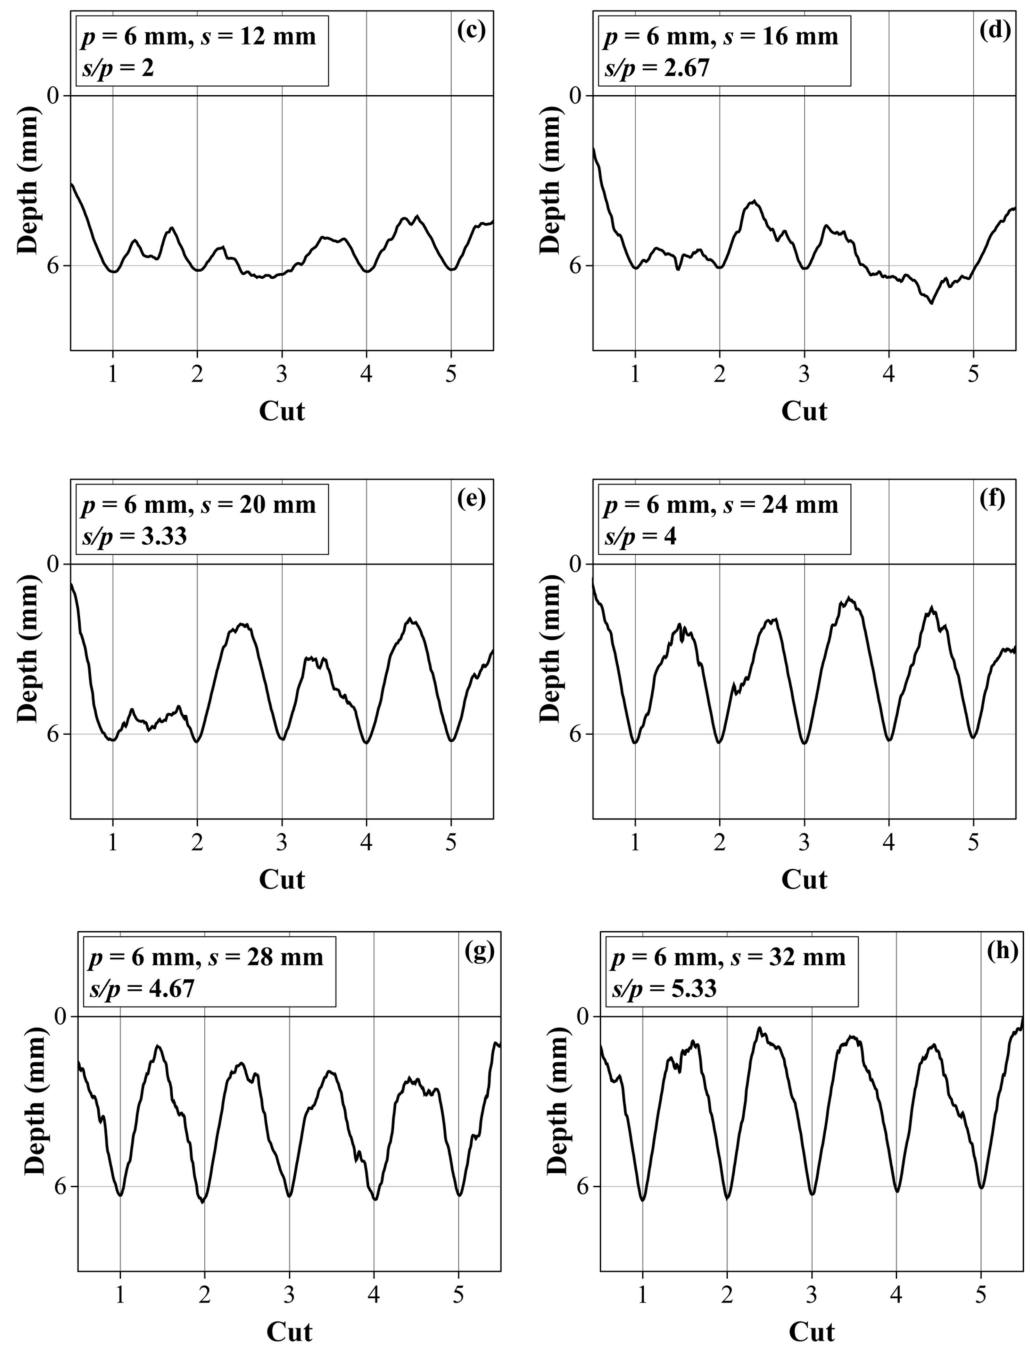 p = 6 mm, s = 12 mm
s/p = 2
(c)
0
6
Depth (mm)
1 2 3 4 5
Cut
p = 6 mm, s = 16 mm
s/p = 2.67
(d)
0
6
Depth (mm)
1 2 3 4 5
Cut
p = 6 mm, s = 20 mm
s/p = 3.33
(e)
0
6
Depth (mm)
1 2 3 4 5
Cut
p = 6 mm, s = 24 mm
s/p = 4
(f)
0
6
Depth (mm)
1 2 3 4 5
Cut
p = 6 mm, s = 28 mm
s/p = 4.67
(g)
0
6
Depth (mm)
1 2 3 4 5
Cut
p = 6 mm, s = 32 mm
s/p = 5.33
(h)
0
6
Depth (mm)
1 2 3 4 5
Cut